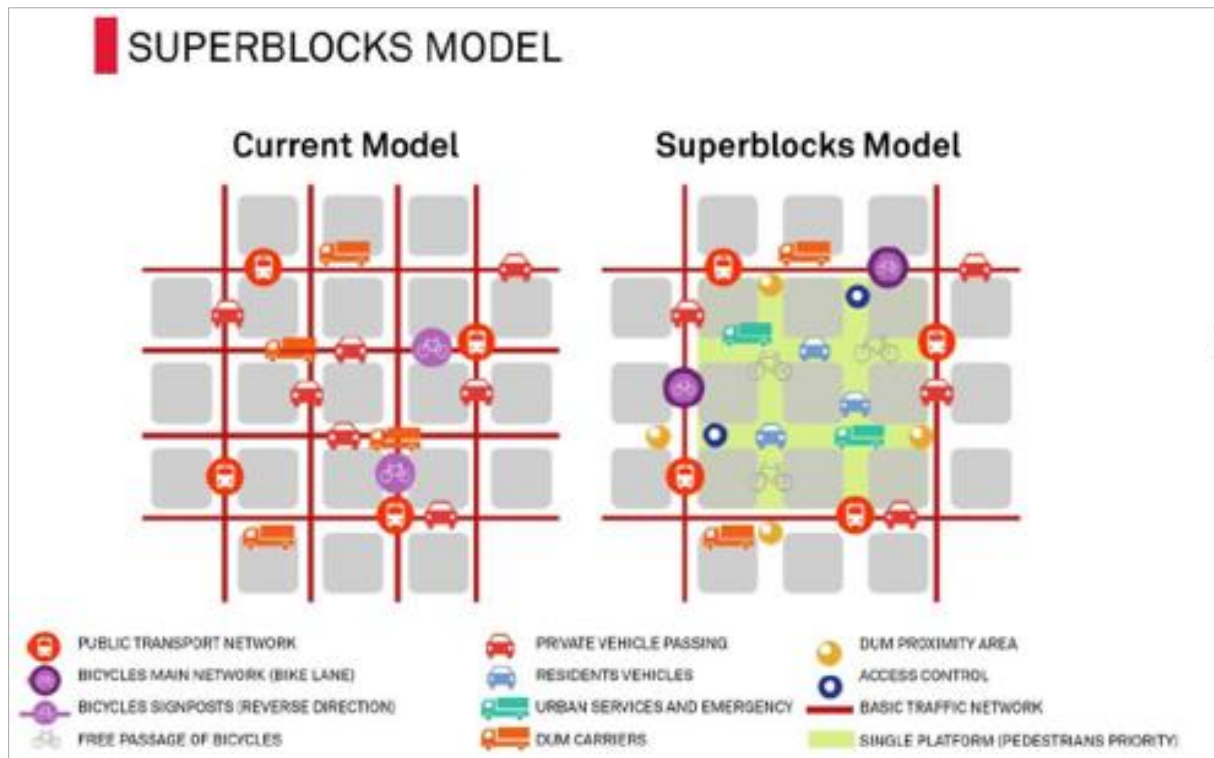 SUPERBLOCKS MODEL
Current Model
Superblocks Model
PUBLIC TRANSPORT NETWORK
BICYCLES MAIN NETWORK (BIKE LANE)
BICYCLES SIGNPOSTS (REVERSE DIRECTION)
FREE PASSAGE OF BICYCLES
PRIVATE VEHICLE PASSING
RESIDENTS VEHICLES
URBAN SERVICES AND EMERGENCY
DUM CARRIERS
DUM PROXIMITY AREA
ACCESS CONTROL
BASIC TRAFFIC NETWORK
SINGLE PLATFORM (PEDESTRIANS PRIORITY)